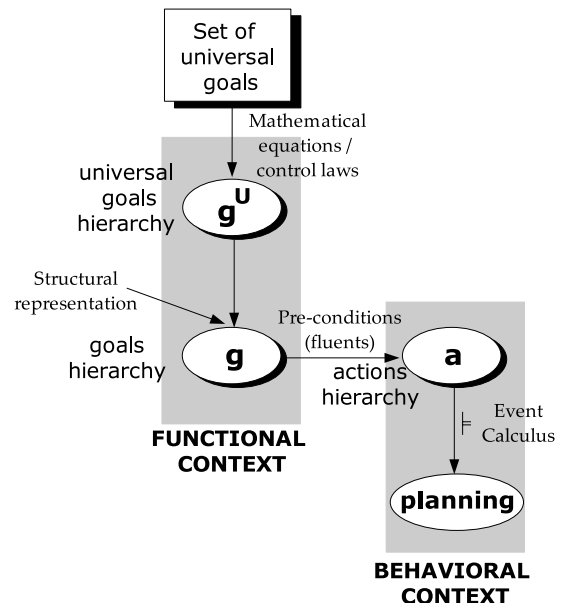 Set of
universal
goals
Mathematical
equations /
control laws
universal
goals
hierarchy
g^U
Structural
representation
goals
hierarchy
g
Pre-conditions
(fluents)
actions
hierarchy
a
⊨
Event
Calculus
FUNCTIONAL
CONTEXT
planning
BEHAVIORAL
CONTEXT